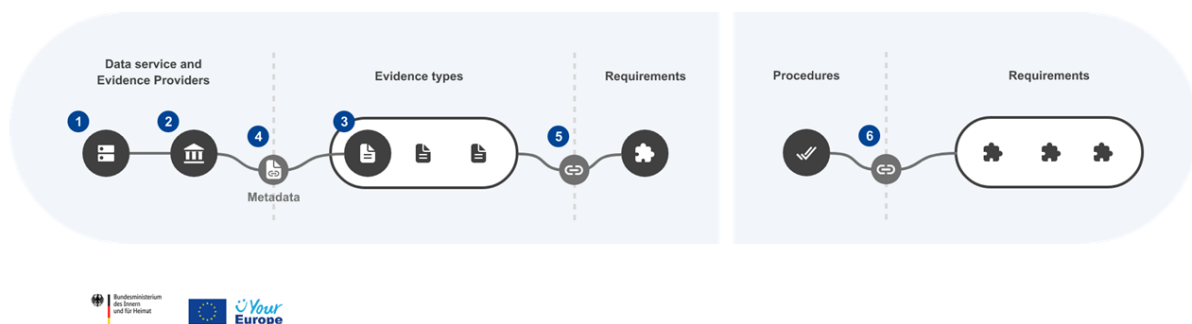 Data service and
Evidence Providers
Evidence types
Requirements
Procedures
Requirements
1
2
4
3
5
6
Metadata
Bundesministerium
des Innern
und für Heimat
Your
Europe